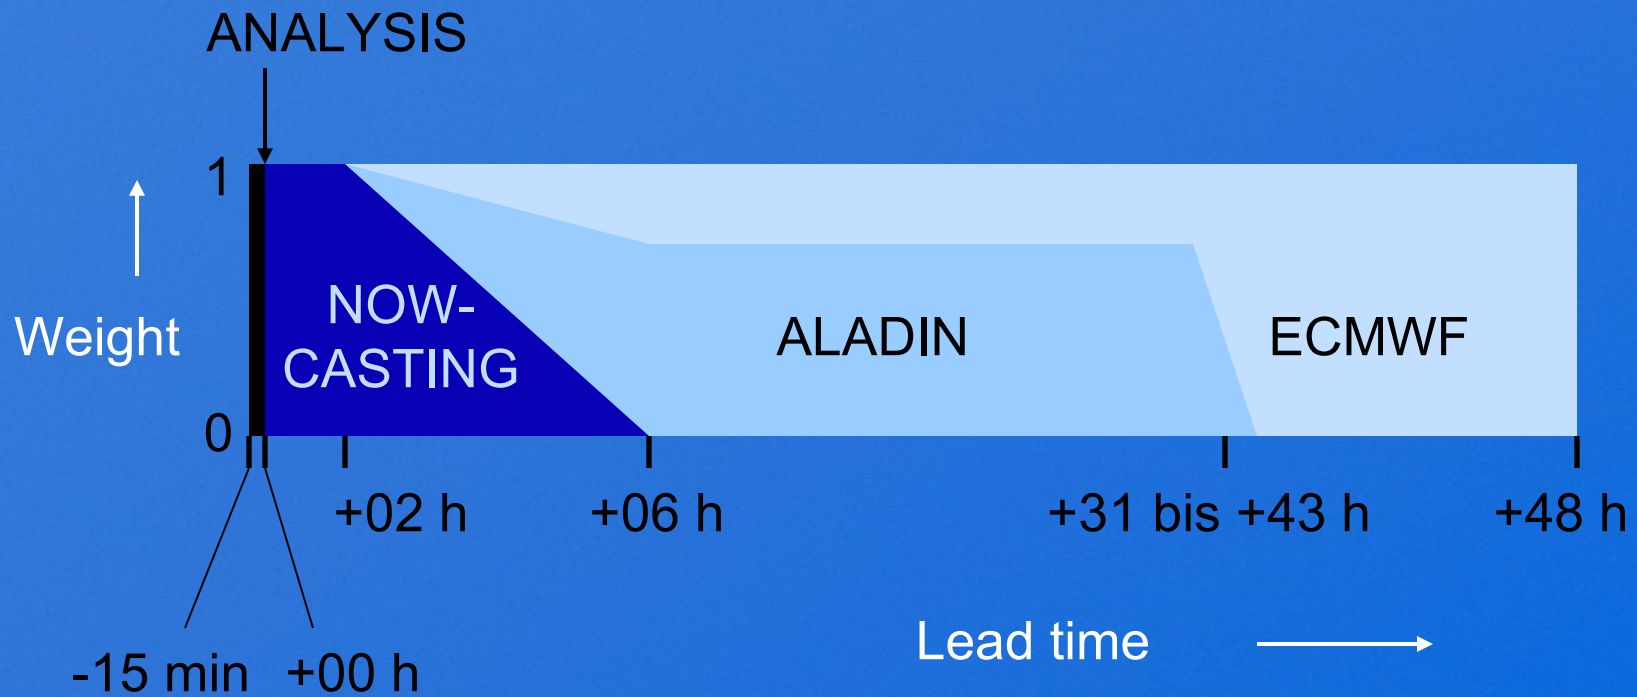 ANALYSIS
1
NOW-
CASTING
Weight
ALADIN
ECMWF
0
+02 h
+06 h
+31 bis +43 h
+48 h
Lead time
-15 min
+00 h